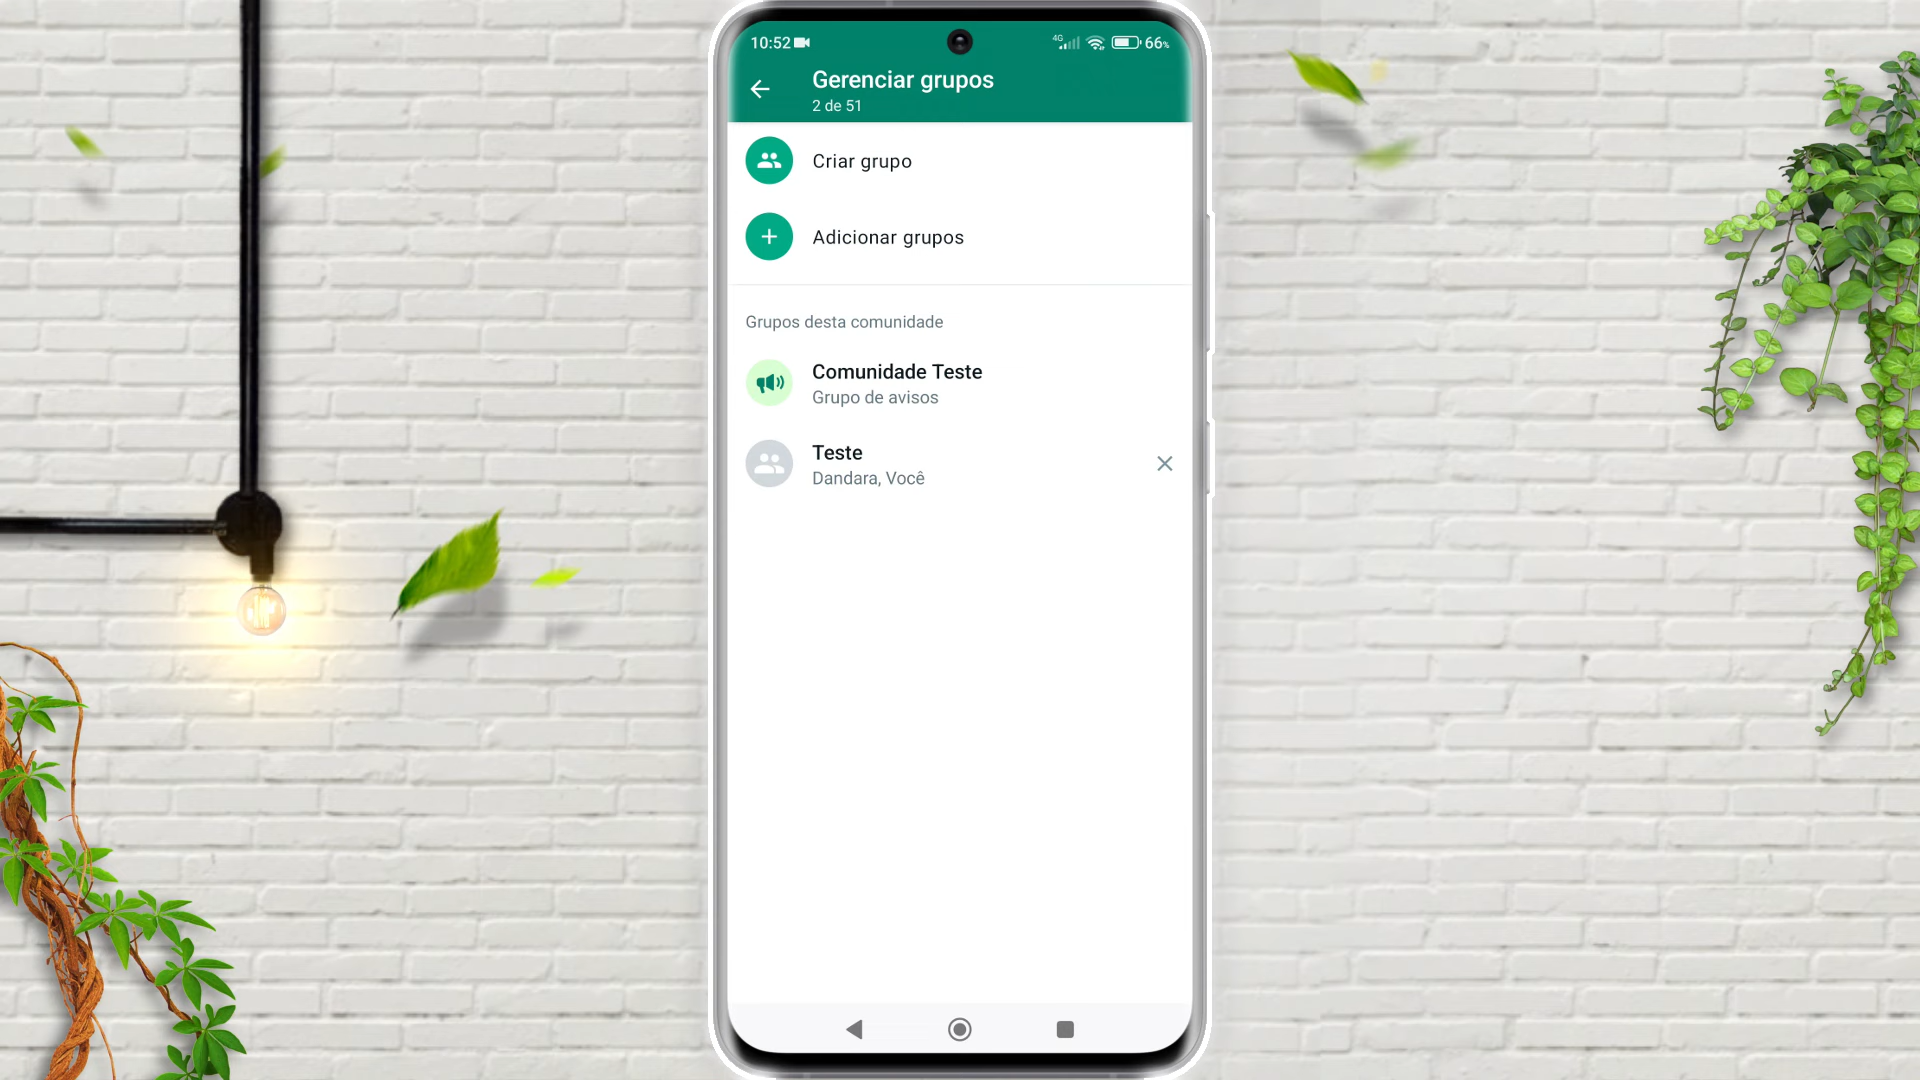 10:52
4G
66%
Gerenciar grupos
2 de 51
Criar grupo
Adicionar grupos
Grupos desta comunidade
Comunidade Teste
Grupo de avisos
Teste
Dandara, Você